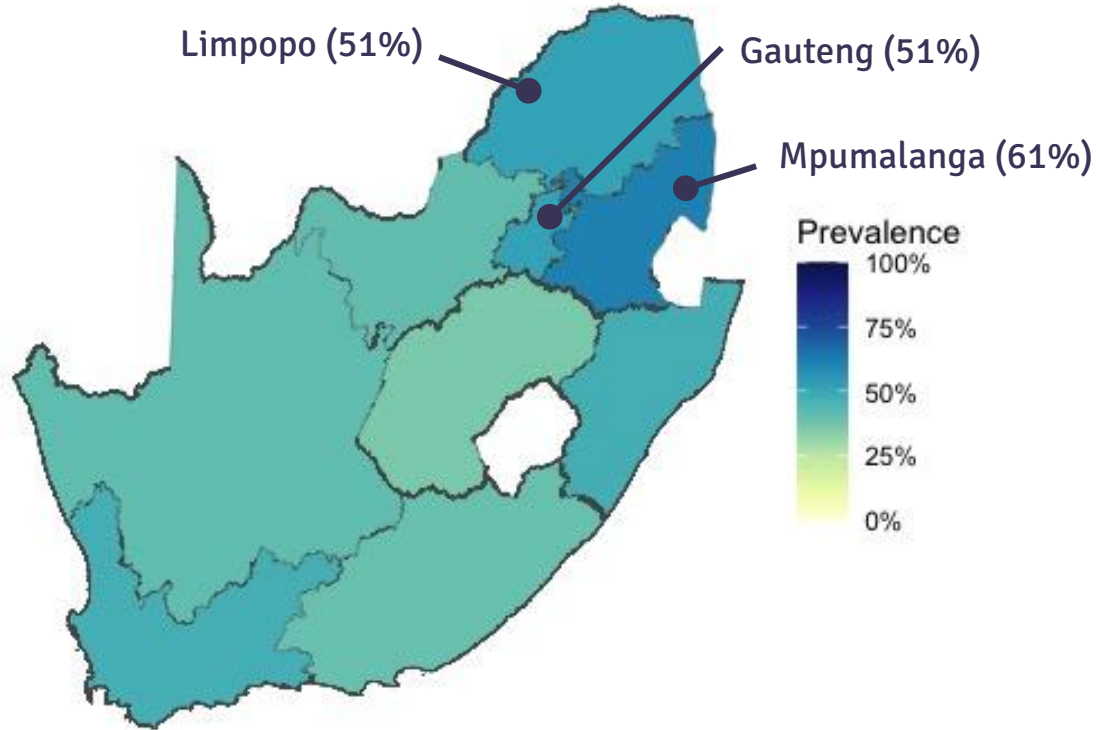 Limpopo (51%)
Gauteng (51%)
Mpumalanga (61%)
Prevalence
100%
75%
50%
25%
0%